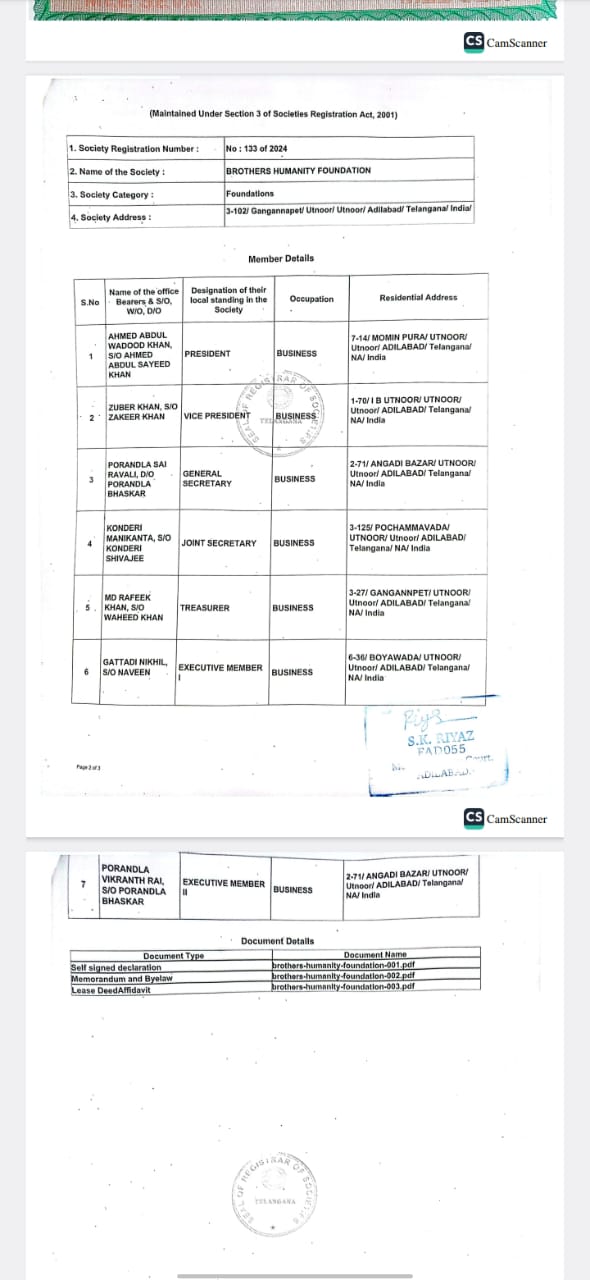 CS CamScanner
(Maintained Under Section 3 of Societies Registration Act, 2001)
1. Society Registration Number : No : 133 of 2024
2. Name of the Society : BROTHERS HUMANITY FOUNDATION
3. Society Category : Foundations
4. Society Address : 3-102/ Gangannapet/ Utnoor/ Utnoor/ Adilabad/ Telangana/ India/
Member Details
S.No
Name of the office
Bearers & S/O,
W/O, D/O
Designation of their
local standing in the
Society
Occupation
Residential Address
1
AHMED ABDUL
WADOOD KHAN,
S/O AHMED
ABDUL SAYEED
KHAN
PRESIDENT
BUSINESS
7-14/ MOMIN PURA/ UTNOOR/
Utnoor/ ADILABAD/ Telangana/
NA/ India
2
ZUBER KHAN, S/O
ZAKEER KHAN
VICE PRESIDENT
BUSINESS
1-70/ I B UTNOOR/ UTNOOR/
Utnoor/ ADILABAD/ Telangana/
NA/ India
SEAL OF REGISTRAR OF SOCIETIES
TELANGANA
3
PORANDLA SAI
RAVALI, D/O
PORANDLA
BHASKAR
GENERAL
SECRETARY
BUSINESS
2-71/ ANGADI BAZAR/ UTNOOR/
Utnoor/ ADILABAD/ Telangana/
NA/ India
4
KONDERI
MANIKANTA, S/O
KONDERI
SHIVAJEE
JOINT SECRETARY
BUSINESS
3-125/ POCHAMMAVADA/
UTNOOR/ Utnoor/ ADILABAD/
Telangana/ NA/ India
5
MD RAFEEK
KHAN, S/O
WAHEED KHAN
TREASURER
BUSINESS
3-27/ GANGANNPET/ UTNOOR/
Utnoor/ ADILABAD/ Telangana/
NA/ India
6
GATTADI NIKHIL,
S/O NAVEEN
EXECUTIVE MEMBER
I
BUSINESS
6-36/ BOYAWADA/ UTNOOR/
Utnoor/ ADILABAD/ Telangana/
NA/ India
S.K. RIYAZ
FAD055
Court
ADILABAD
Page 2 of 3
CS CamScanner
7
PORANDLA
VIKRANTH RAI,
S/O PORANDLA
BHASKAR
EXECUTIVE MEMBER
II
BUSINESS
2-71/ ANGADI BAZAR/ UTNOOR/
Utnoor/ ADILABAD/ Telangana/
NA/ India
Document Details
Document Type Document Name
Self signed declaration brothers-humanity-foundation-001.pdf
Memorandum and Byelaw brothers-humanity-foundation-002.pdf
Lease DeedAffidavit brothers-humanity-foundation-003.pdf
SEAL OF REGISTRAR OF SOCIETIES
TELANGANA